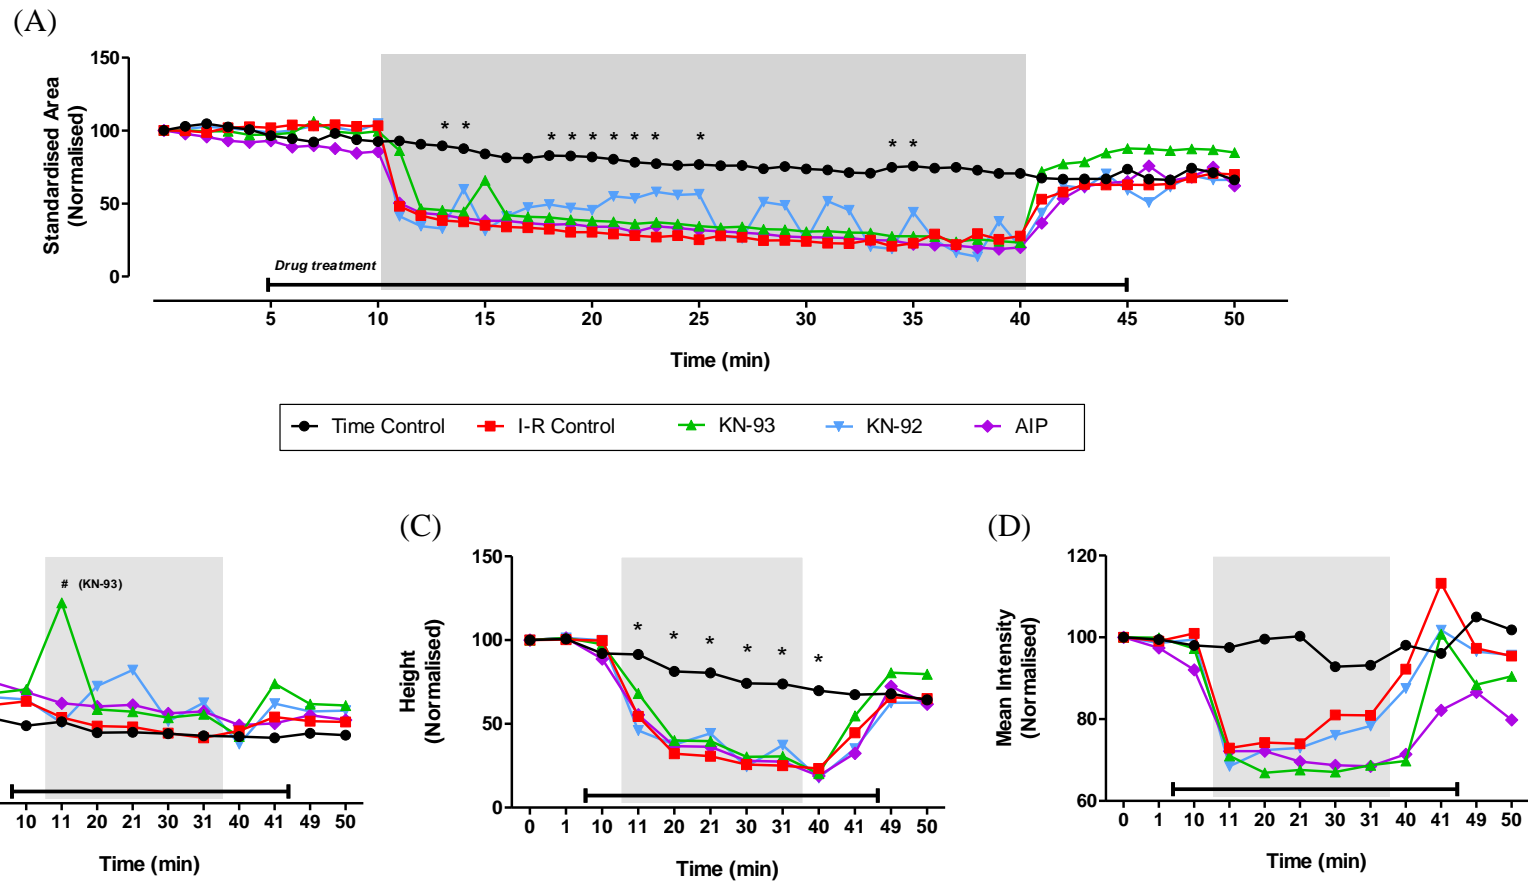 (A)
Standardised Area
(Normalised)
150
100
50
0
* * * * * * * * * * *
Drug treatment
5 10 15 20 25 30 35 40 45 50
Time (min)
Time Control I-R Control KN-93 KN-92 AIP
# (KN-93)
10 11 20 21 30 31 40 41 49 50
Time (min)
(C)
Height
(Normalised)
150
100
50
0
* * * * * *
0 1 10 11 20 21 30 31 40 41 49 50
Time (min)
(D)
Mean Intensity
(Normalised)
120
100
80
60
0 1 10 11 20 21 30 31 40 41 49 50
Time (min)